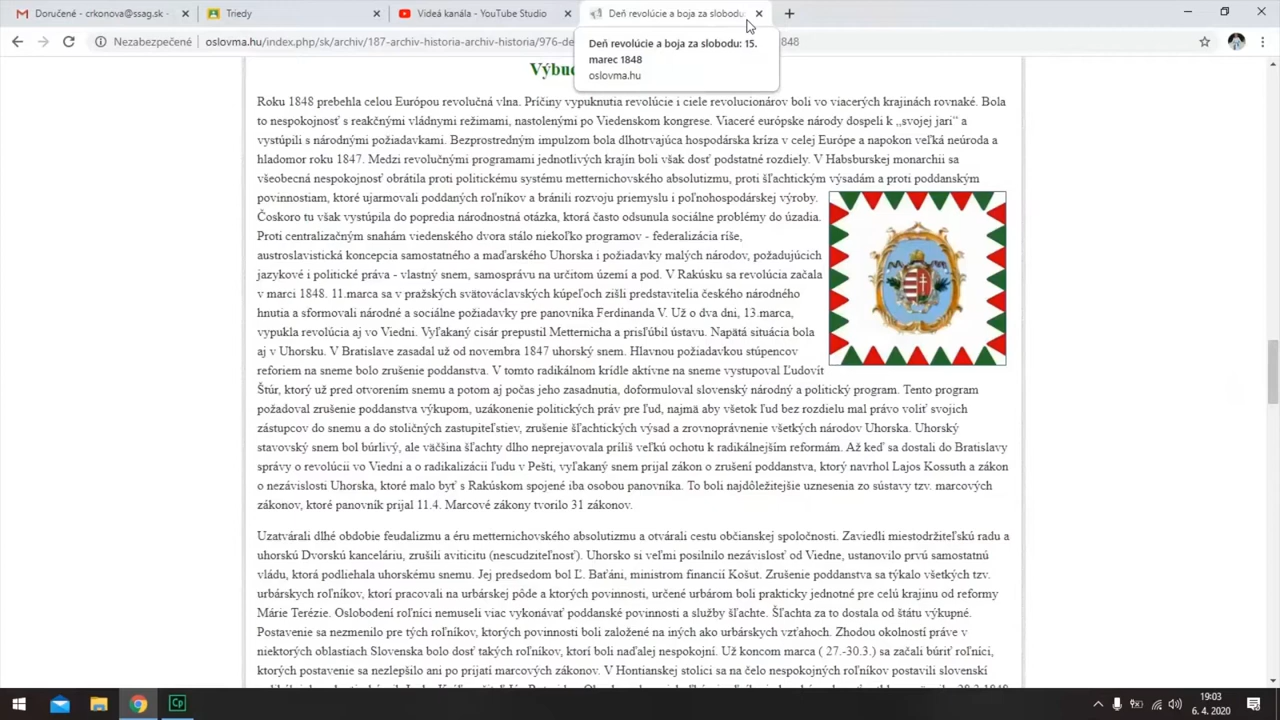 Doručené - crkonova@ssag.sk -
Triedy
Videá kanála - YouTube Studio
Deň revolúcie a boja za slobodu:
Nezabezpečené
oslovma.hu/index.php/sk/archiv/187-archiv-historia-archiv-historia/976-de
848
Deň revolúcie a boja za slobodu: 15.
marec 1848
oslovma.hu
Výbuc
Roku 1848 prebehla celou Európou revolučná vlna. Príčiny vypuknutia revolúcie i ciele revolucionárov boli vo viacerých krajinách rovnaké. Bola
to nespokojnosť s reakčnými vládnymi režimami, nastolenými po Viedenskom kongrese. Viaceré európske národy dospeli k „svojej jari“ a
vystúpili s národnými požiadavkami. Bezprostredným impulzom bola dlhotrvajúca hospodárska kríza v celej Európe a napokon veľká neúroda a
hladomor roku 1847. Medzi revolučnými programami jednotlivých krajín boli však dosť podstatné rozdiely. V Habsburskej monarchii sa
všeobecná nespokojnosť obrátila proti politickému systému metternichovského absolutizmu, proti šľachtickým výsadám a proti poddanským
povinnostiam, ktoré ujarmovali poddaných roľníkov a bránili rozvoju priemyslu i poľnohospodárskej výroby.
Čoskoro tu však vystúpila do popredia národnostná otázka, ktorá často odsunula sociálne problémy do úzadia.
Proti centralizačným snahám viedenského dvora stálo niekoľko programov - federalizácia ríše,
austroslavistická koncepcia samostatného a maďarského Uhorska i požiadavky malých národov, požadujúcich
jazykové i politické práva - vlastný snem, samosprávu na určitom území a pod. V Rakúsku sa revolúcia začala
v marci 1848. 11.marca sa v pražských svätováclavských kúpeľoch zišli predstavitelia českého národného
hnutia a sformovali národné a sociálne požiadavky pre panovníka Ferdinanda V. Už o dva dni, 13.marca,
vypukla revolúcia aj vo Viedni. Vyľakaný cisár prepustil Metternicha a prisľúbil ústavu. Napätá situácia bola
aj v Uhorsku. V Bratislave zasadal už od novembra 1847 uhorský snem. Hlavnou požiadavkou stúpencov
reforiem na sneme bolo zrušenie poddanstva. V tomto radikálnom krídle aktívne na sneme vystupoval Ľudovít
Štúr, ktorý už pred otvorením snemu a potom aj počas jeho zasadnutia, doformuloval slovenský národný a politický program. Tento program
požadoval zrušenie poddanstva výkupom, uzákonenie politických práv pre ľud, najmä aby všetok ľud bez rozdielu mal právo voliť svojich
zástupcov do snemu a do stoličných zastupiteľstiev, zrušenie šľachtických výsad a zrovnoprávnenie všetkých národov Uhorska. Uhorský
stavovský snem bol búrlivý, ale väčšina šľachty dlho neprejavovala príliš veľkú ochotu k radikálnejším reformám. Až keď sa dostali do Bratislavy
správy o revolúcii vo Viedni a o radikalizácii ľudu v Pešti, vyľakaný snem prijal zákon o zrušení poddanstva, ktorý navrhol Lajos Kossuth a zákon
o nezávislosti Uhorska, ktoré malo byť s Rakúskom spojené iba osobou panovníka. To boli najdôležitejšie uznesenia zo sústavy tzv. marcových
zákonov, ktoré panovník prijal 11.4. Marcové zákony tvorilo 31 zákonov.
Uzatvárali dlhé obdobie feudalizmu a éru metternichovského absolutizmu a otvárali cestu občianskej spoločnosti. Zaviedli miestodržiteľskú radu a
uhorskú Dvorskú kanceláriu, zrušili aviticitu (nescudziteľnosť). Uhorsko si veľmi posilnilo nezávislosť od Viedne, ustanovilo prvú samostatnú
vládu, ktorá podliehala uhorskému snemu. Jej predsedom bol Ľ. Baťáni, ministrom financií Košut. Zrušenie poddanstva sa týkalo všetkých tzv.
urbárskych roľníkov, ktorí pracovali na urbárskej pôde a ktorých povinnosti, určené urbárom boli prakticky jednotné pre celú krajinu od reformy
Márie Terézie. Oslobodení roľníci nemuseli viac vykonávať poddanské povinnosti a služby šľachte. Šľachta za to dostala od štátu výkupné.
Postavenie sa nezmenilo pre tých roľníkov, ktorých povinnosti boli založené na iných ako urbárskych vzťahoch. Zhodou okolností práve v
niektorých oblastiach Slovenska bolo dosť takých roľníkov, ktorí boli naďalej nespokojní. Už koncom marca ( 27.-30.3.) sa začali búriť roľníci,
ktorých postavenie sa nezlepšilo ani po prijatí marcových zákonov. V Hontianskej stolici sa na čelo nespokojných roľníkov postavili slovenskí
19:03
6. 4. 2020